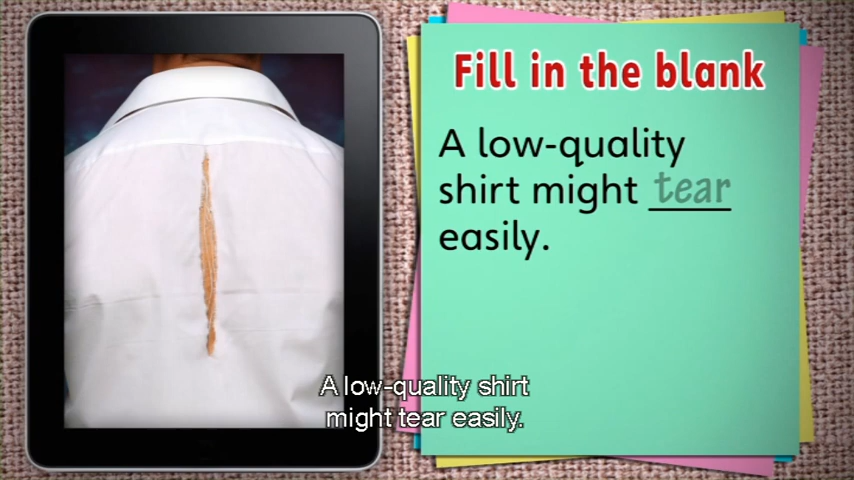 Fill in the blank
A low-quality
shirt might tear
easily.
A low-quality shirt
might tear easily.